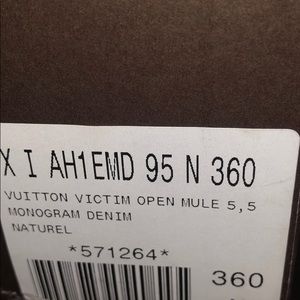 X I AH1EMD 95 N 360
VUITTON VICTIM OPEN MULE 5,5
MONOGRAM DENIM
NATUREL
*571264*
360